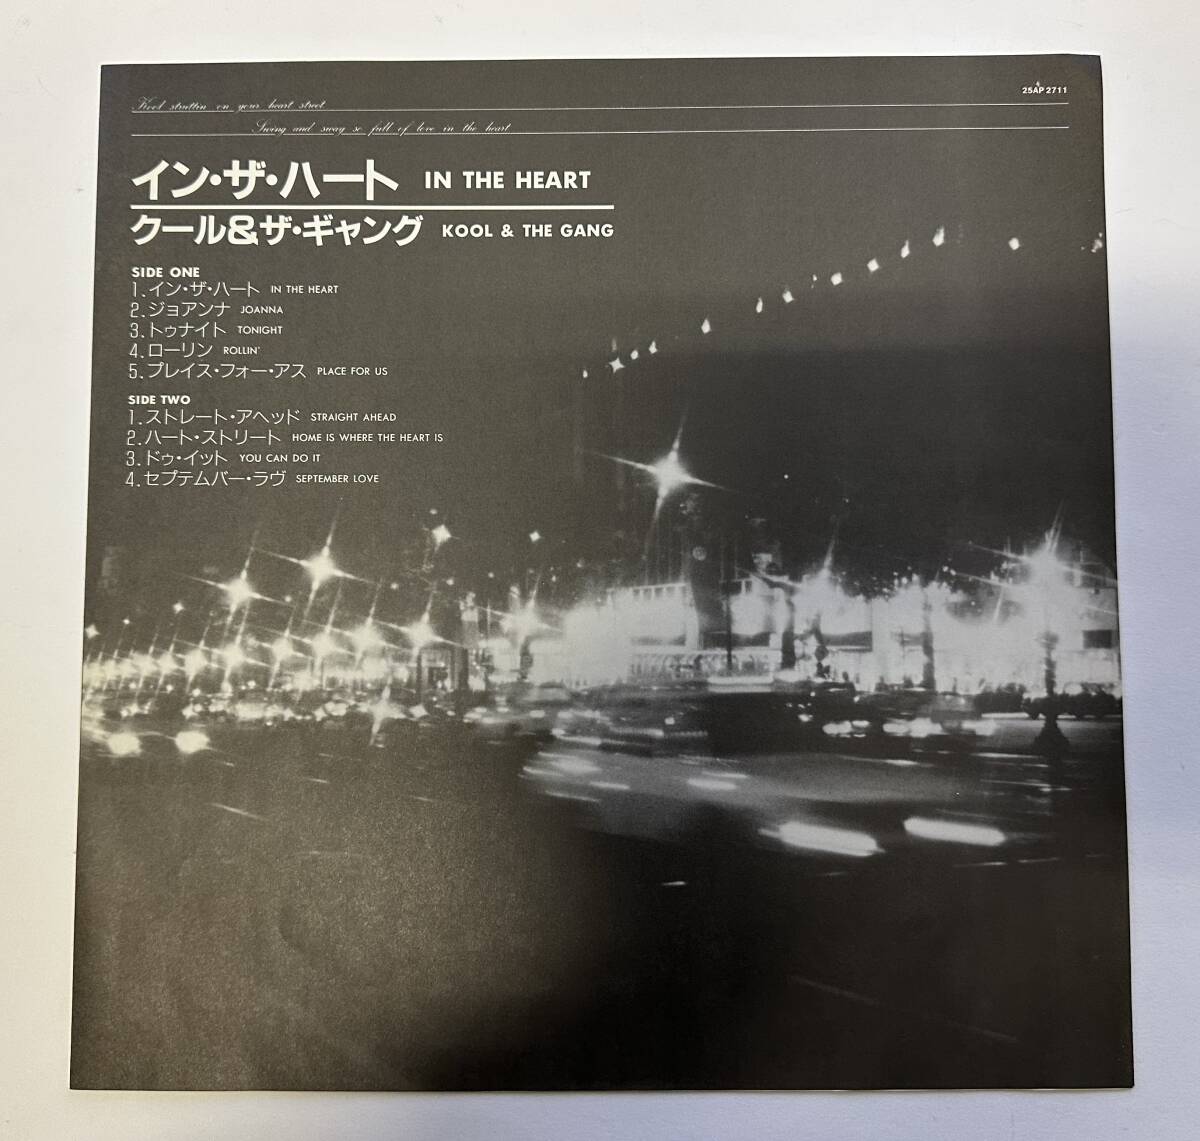 Kool struttin on your heart street
25AP 2711
Swing and sway so full of love in the heart
イン・ザ・ハート IN THE HEART
クール&ザ・ギャング KOOL & THE GANG
SIDE ONE
1.イン・ザ・ハート IN THE HEART
2.ジョアンナ JOANNA
3.トゥナイト TONIGHT
4.ローリン ROLLIN'
5.プレイス・フォー・アス PLACE FOR US
SIDE TWO
1.ストレート・アヘッド STRAIGHT AHEAD
2.ハート・ストリート HOME IS WHERE THE HEART IS
3.ドゥ・イット YOU CAN DO IT
4.セプテムバー・ラヴ SEPTEMBER LOVE